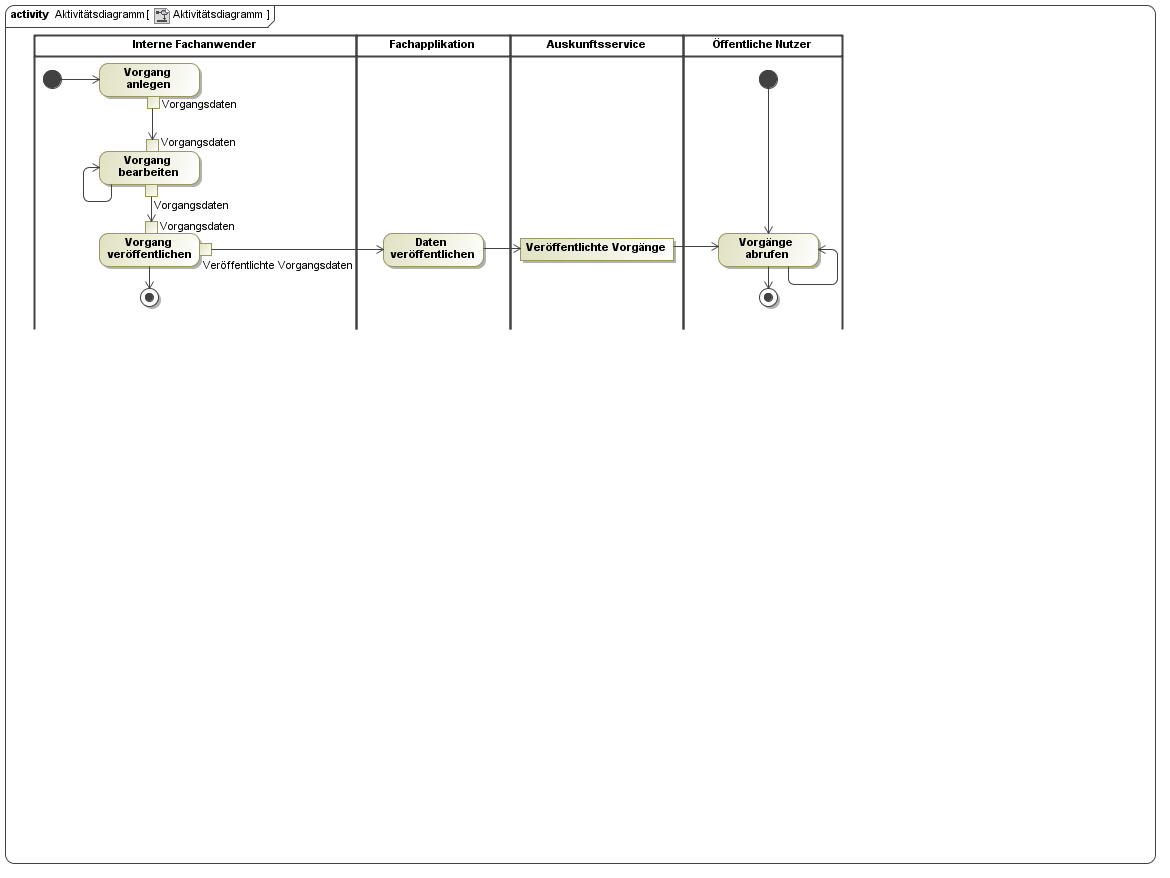 activity Aktivitätsdiagramm [ Aktivitätsdiagramm ]
Interne Fachanwender
Fachapplikation
Auskunftsservice
Öffentliche Nutzer
Vorgang
anlegen
Vorgangsdaten
Vorgangsdaten
Vorgang
bearbeiten
Vorgangsdaten
Vorgangsdaten
Vorgang
veröffentlichen
Veröffentlichte Vorgangsdaten
Daten
veröffentlichen
Veröffentlichte Vorgänge
Vorgänge
abrufen